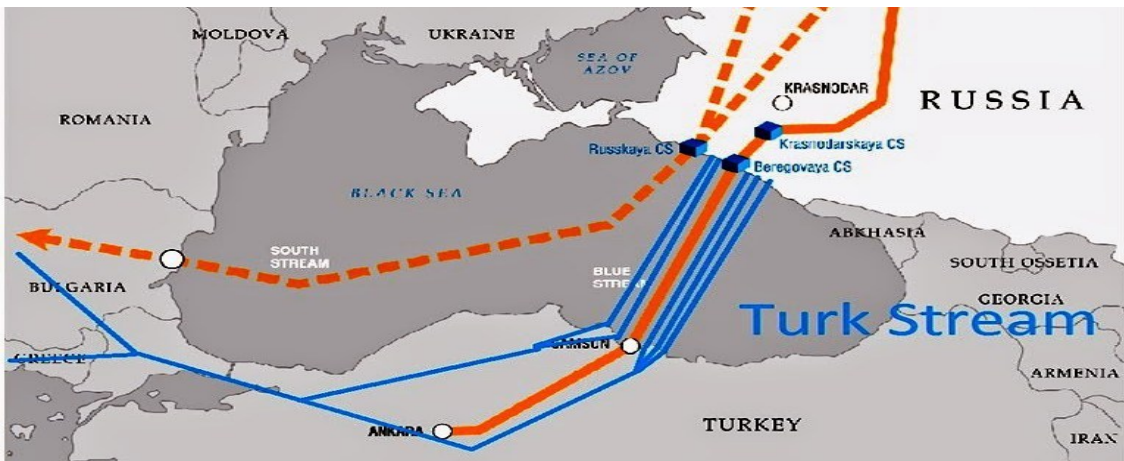 MOLDOVA
UKRAINE
SEA OF
AZOV
KRASNODAR
RUSSIA
ROMANIA
Russkaya CS
Krasnodarskaya CS
Beregovaya CS
BLACK SEA
ABKHASIA
SOUTH
STREAM
BLUE
STREAM
SOUTH OSSETIA
BULGARIA
GEORGIA
Turk Stream
SAMSUN
GREECE
ARMENIA
ANKARA
TURKEY
IRAN